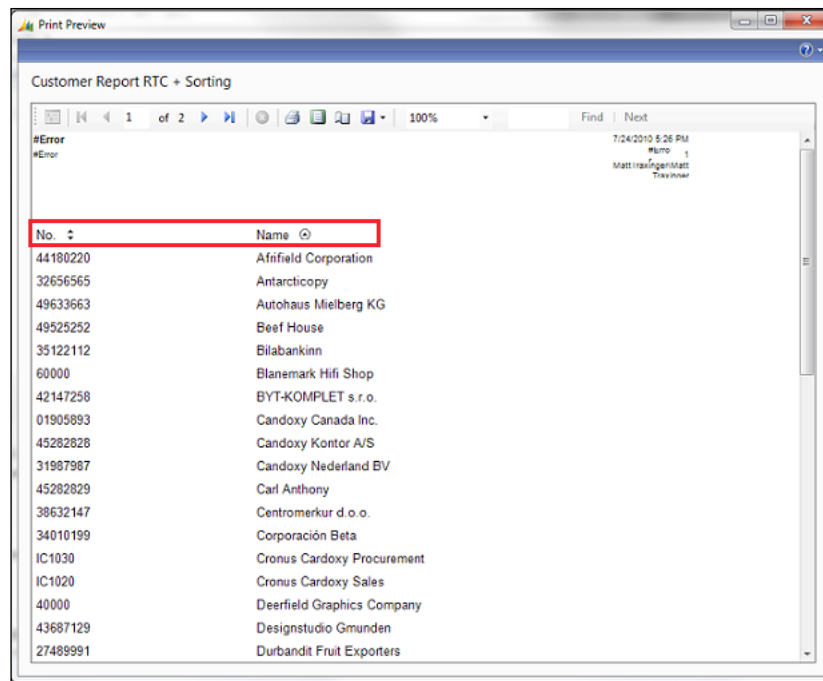 Print Preview
Customer Report RTC + Sorting
1 of 2 100% Find | Next
#Error 7/24/2010 5:26 PM
#Error #Erro 1
r
MattTraxingerMatt
Traxinger
No. Name
44180220 Afrifield Corporation
32656565 Antarcticopy
49633663 Autohaus Mielberg KG
49525252 Beef House
35122112 Bilabankinn
60000 Blanemark Hifi Shop
42147258 BYT-KOMPLET s.r.o.
01905893 Candoxy Canada Inc.
45282828 Candoxy Kontor A/S
31987987 Candoxy Nederland BV
45282829 Carl Anthony
38632147 Centromerkur d.o.o.
34010199 Corporación Beta
IC1030 Cronus Cardoxy Procurement
IC1020 Cronus Cardoxy Sales
40000 Deerfield Graphics Company
43687129 Designstudio Gmunden
27489991 Durbandit Fruit Exporters